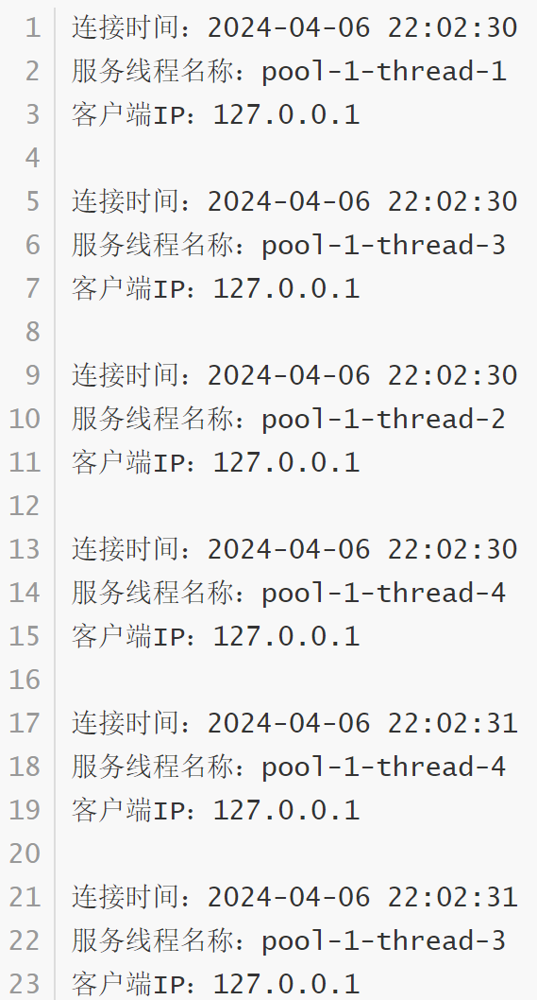 1 连接时间：2024-04-06 22:02:30
2 服务线程名称：pool-1-thread-1
3 客户端IP：127.0.0.1
4
5 连接时间：2024-04-06 22:02:30
6 服务线程名称：pool-1-thread-3
7 客户端IP：127.0.0.1
8
9 连接时间：2024-04-06 22:02:30
10 服务线程名称：pool-1-thread-2
11 客户端IP：127.0.0.1
12
13 连接时间：2024-04-06 22:02:30
14 服务线程名称：pool-1-thread-4
15 客户端IP：127.0.0.1
16
17 连接时间：2024-04-06 22:02:31
18 服务线程名称：pool-1-thread-4
19 客户端IP：127.0.0.1
20
21 连接时间：2024-04-06 22:02:31
22 服务线程名称：pool-1-thread-3
23 客户端IP：127.0.0.1